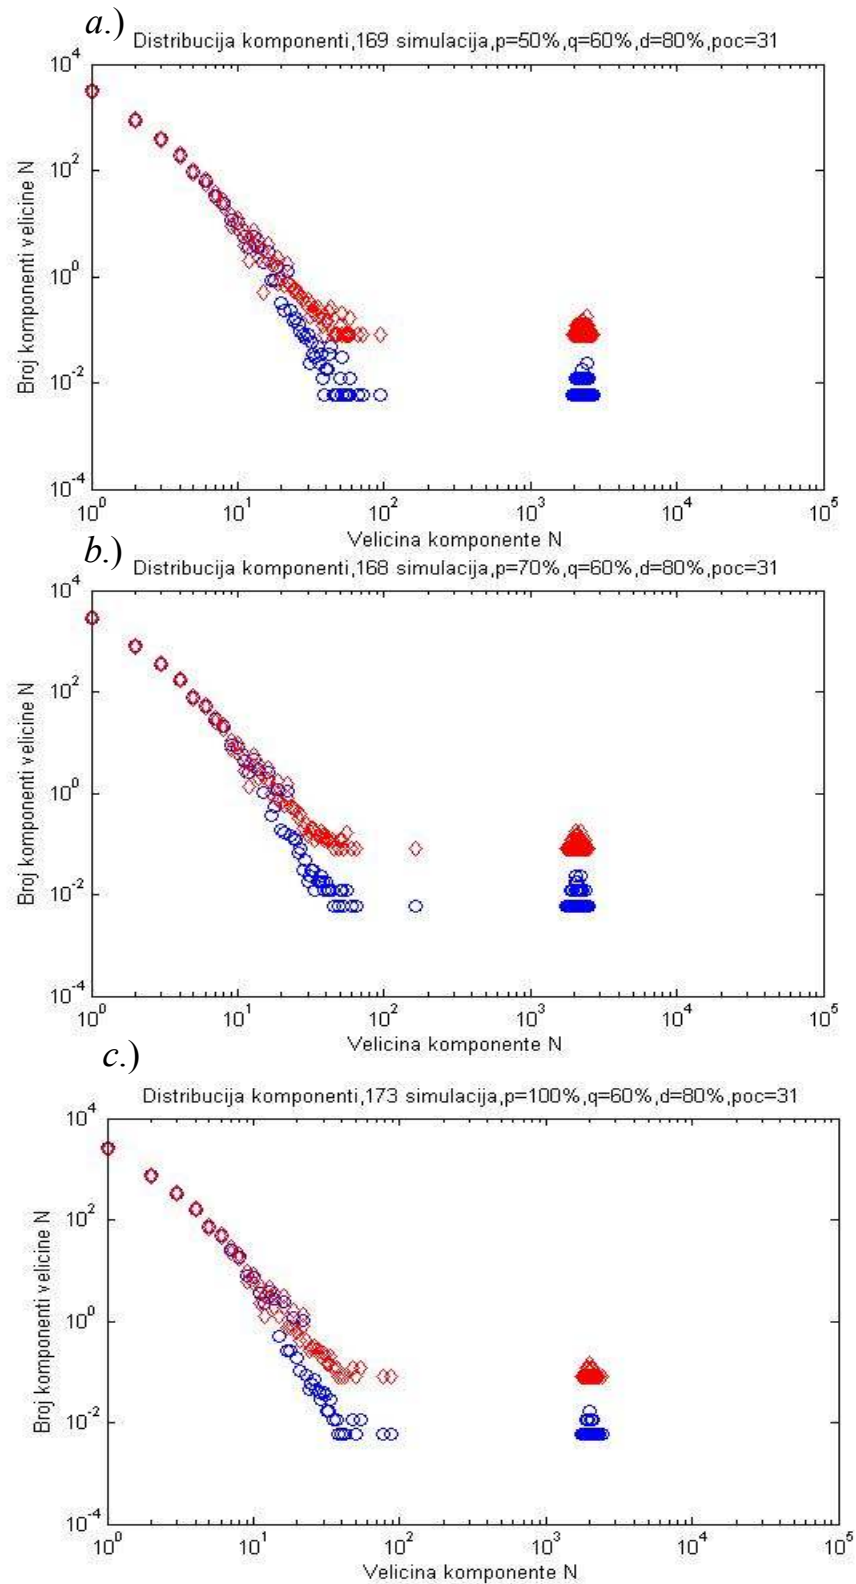 a.)
Distribucija komponenti,169 simulacija,p=50%,q=60%,d=80%,poc=31
Broj komponenti velicine N
10^4
10^2
10^0
10^-2
10^-4
10^0 10^1 10^2 10^3 10^4 10^5
Velicina komponente N
b.)
Distribucija komponenti,168 simulacija,p=70%,q=60%,d=80%,poc=31
Broj komponenti velicine N
10^4
10^2
10^0
10^-2
10^-4
10^0 10^1 10^2 10^3 10^4 10^5
Velicina komponente N
c.)
Distribucija komponenti,173 simulacija,p=100%,q=60%,d=80%,poc=31
Broj komponenti velicine N
10^4
10^2
10^0
10^-2
10^-4
10^0 10^1 10^2 10^3 10^4 10^5
Velicina komponente N